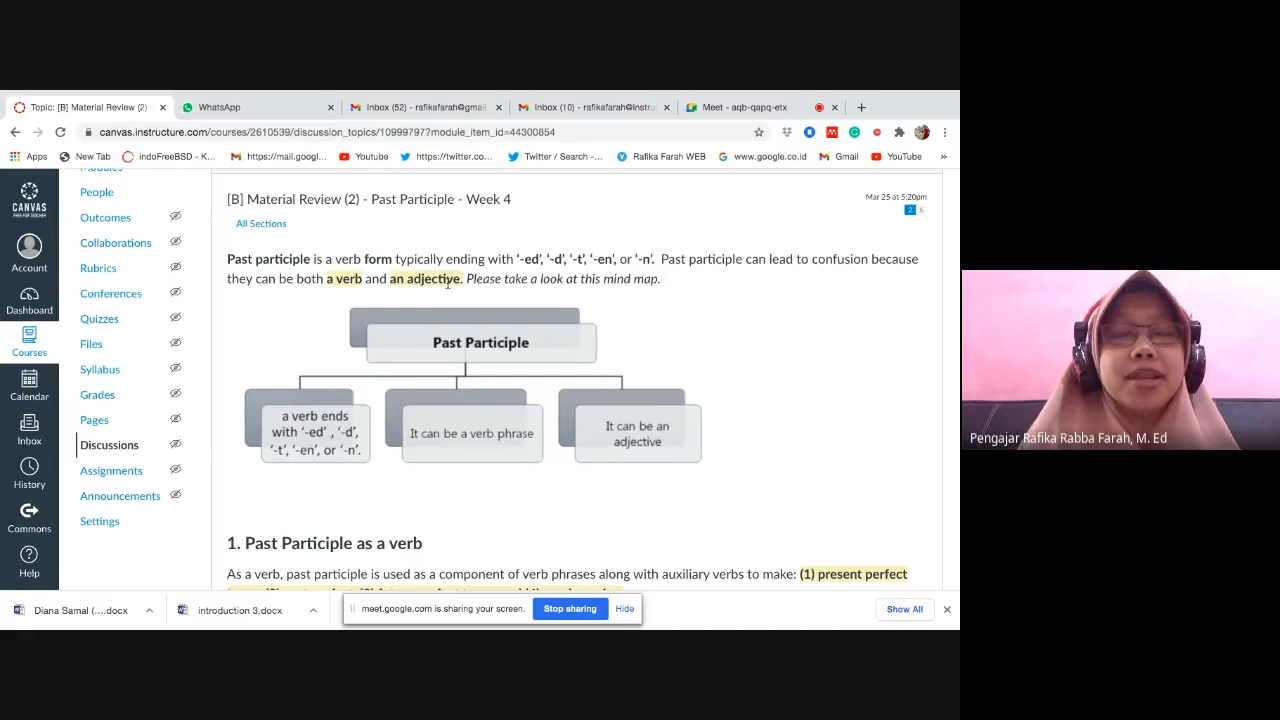 Topic: [B] Material Review (2)
WhatsApp
Inbox (52) - rafikafarah@gmail
Inbox (10) - rafikafarah@instru
Meet - aqb-qapq-etx
canvas.instructure.com/courses/2610539/discussion_topics/10999797?module_item_id=44300854
Apps
New Tab
indoFreeBSD - K...
https://mail.googl...
Youtube
https://twitter.co...
Twitter / Search -...
Rafika Farah WEB
www.google.co.id
Gmail
YouTube
»
CANVAS
FREE FOR TEACHER
Account
Dashboard
Courses
Calendar
Inbox
History
Commons
Help
Modules
People
Outcomes
Collaborations
Rubrics
Conferences
Quizzes
Files
Syllabus
Grades
Pages
Discussions
Assignments
Announcements
Settings
[B] Material Review (2) - Past Participle - Week 4
Mar 25 at 5:20pm
2 6
All Sections
Past participle is a verb form typically ending with ‘-ed’, ‘-d’, ‘-t’, ‘-en’, or ‘-n’. Past participle can lead to confusion because
they can be both a verb and an adjective. Please take a look at this mind map.
Past Participle
a verb ends
with ‘-ed’ , ‘-d’,
‘-t’, ‘-en’, or ‘-n’.
It can be a verb phrase
It can be an
adjective
1. Past Participle as a verb
As a verb, past participle is used as a component of verb phrases along with auxiliary verbs to make: (1) present perfect
Diana Samal (....docx
introduction 3.docx
meet.google.com is sharing your screen.
Stop sharing
Hide
Show All
Pengajar Rafika Rabba Farah, M. Ed